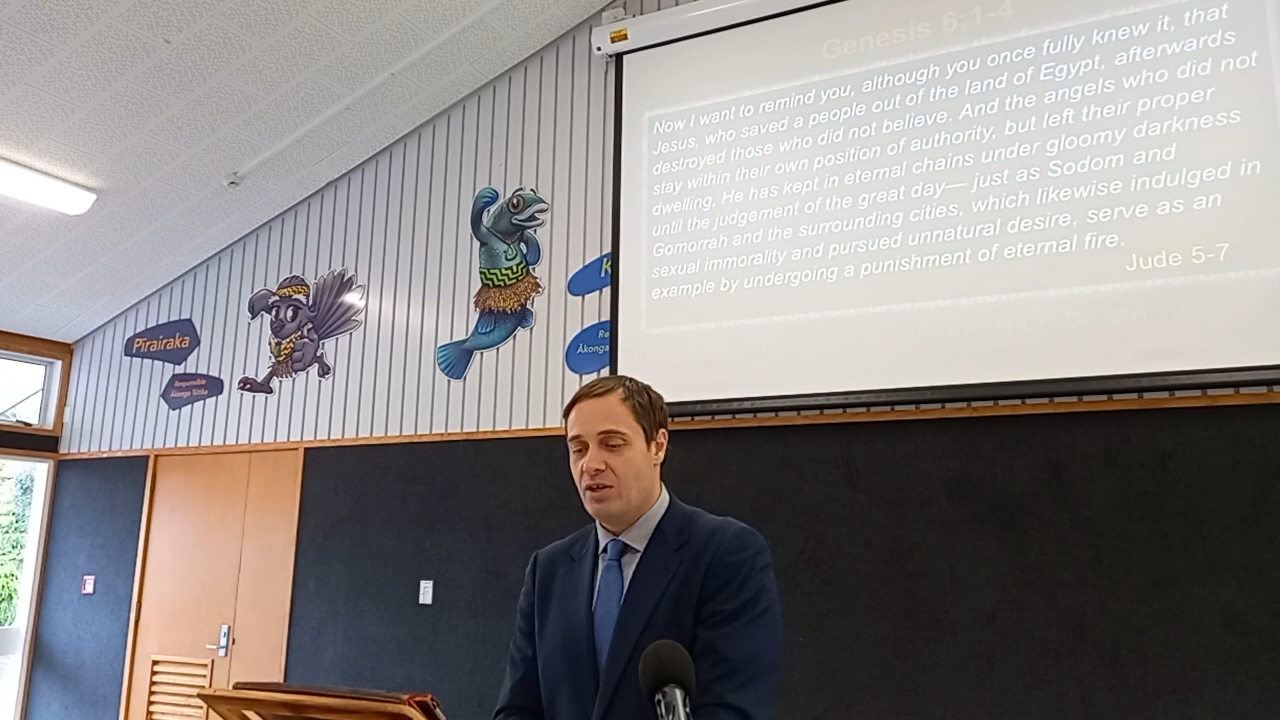 Genesis 6:1-4
Now I want to remind you, although you once fully knew it, that
Jesus, who saved a people out of the land of Egypt, afterwards
destroyed those who did not believe. And the angels who did not
stay within their own position of authority, but left their proper
dwelling, He has kept in eternal chains under gloomy darkness
until the judgement of the great day— just as Sodom and
Gomorrah and the surrounding cities, which likewise indulged in
sexual immorality and pursued unnatural desire, serve as an
example by undergoing a punishment of eternal fire.
Jude 5-7
Pīrairaka
Responsible
Ākonga Tūtika
K
Re
Ākonga